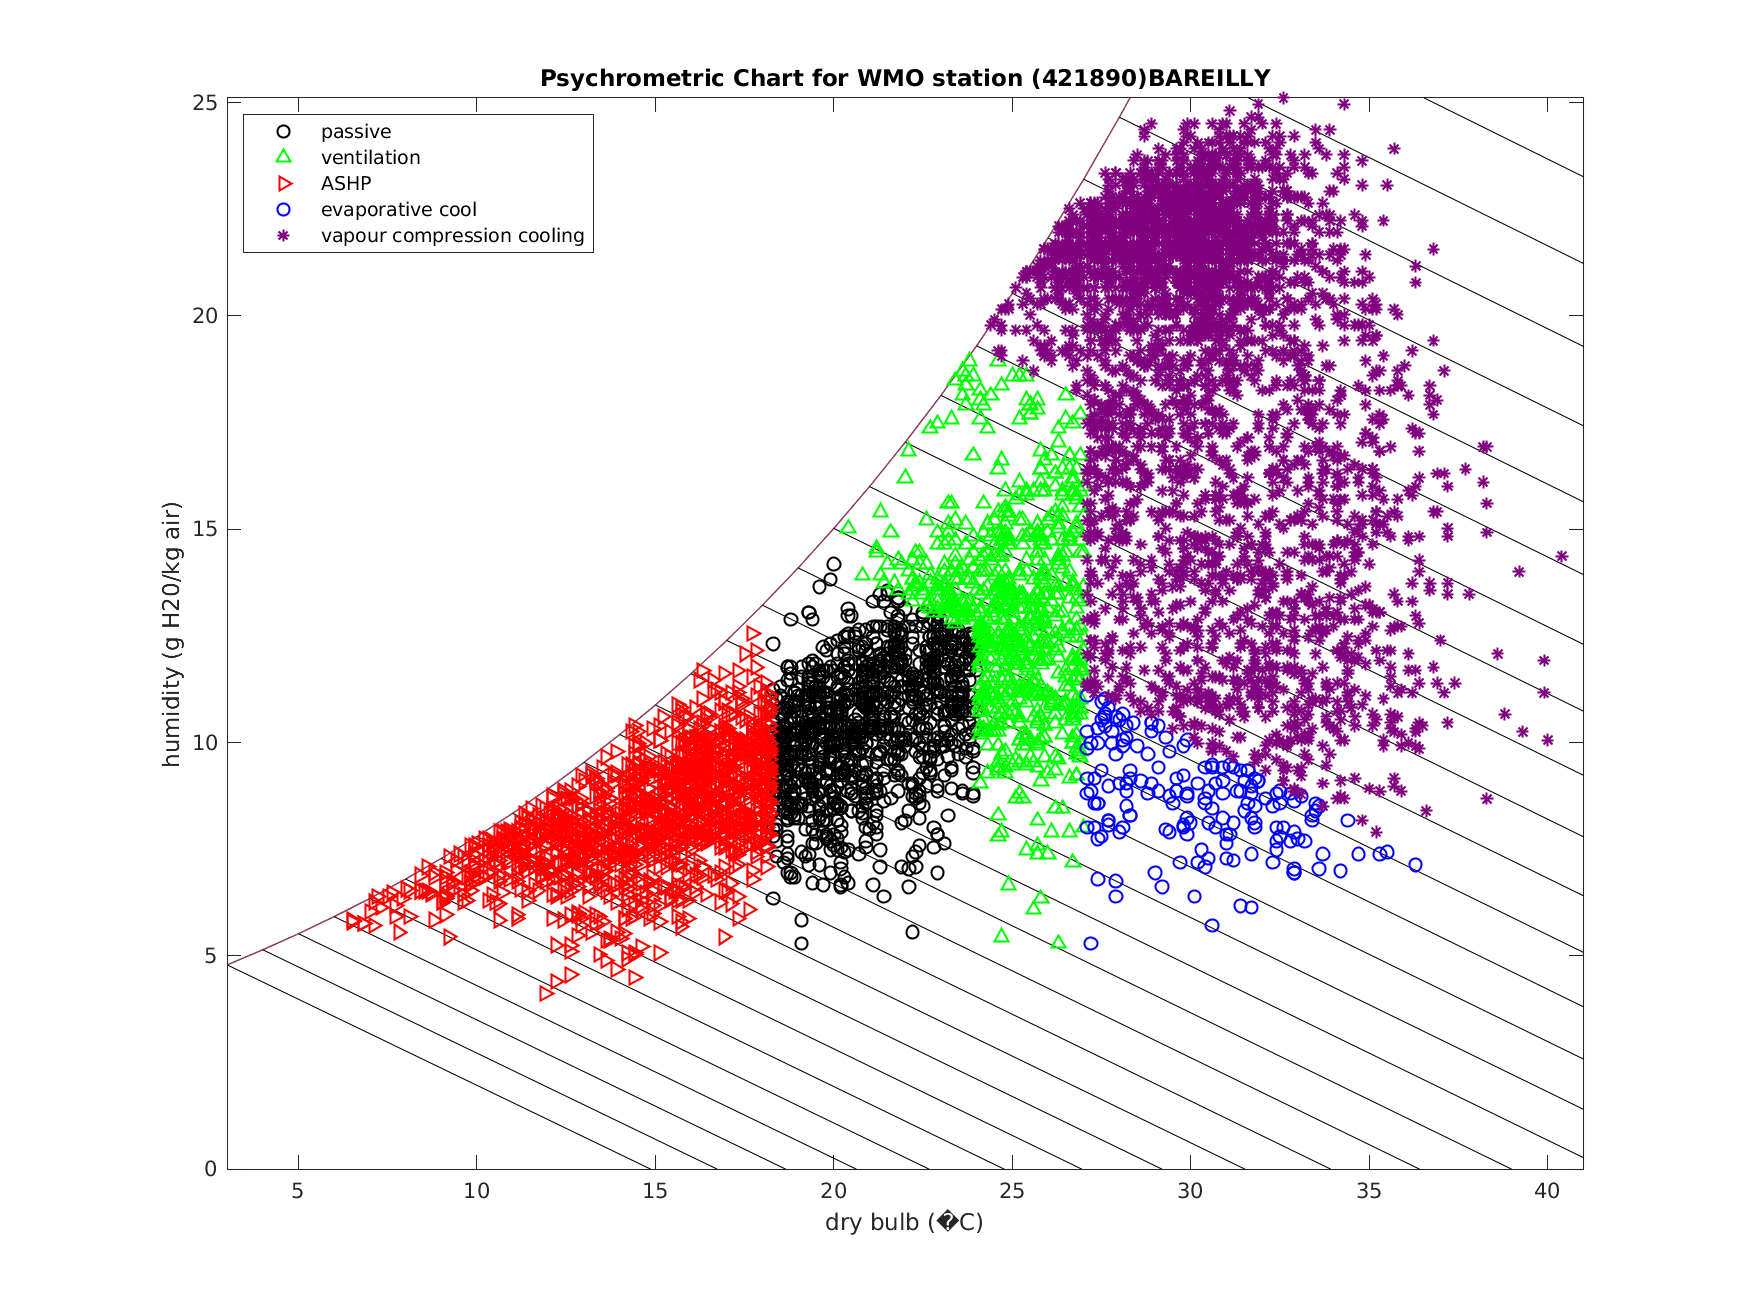 Psychrometric Chart for WMO station (421890)BAREILLY
passive
ventilation
ASHP
evaporative cool
vapour compression cooling
25
20
15
10
5
0
humidity (g H20/kg air)
5 10 15 20 25 30 35 40
dry bulb (�C)